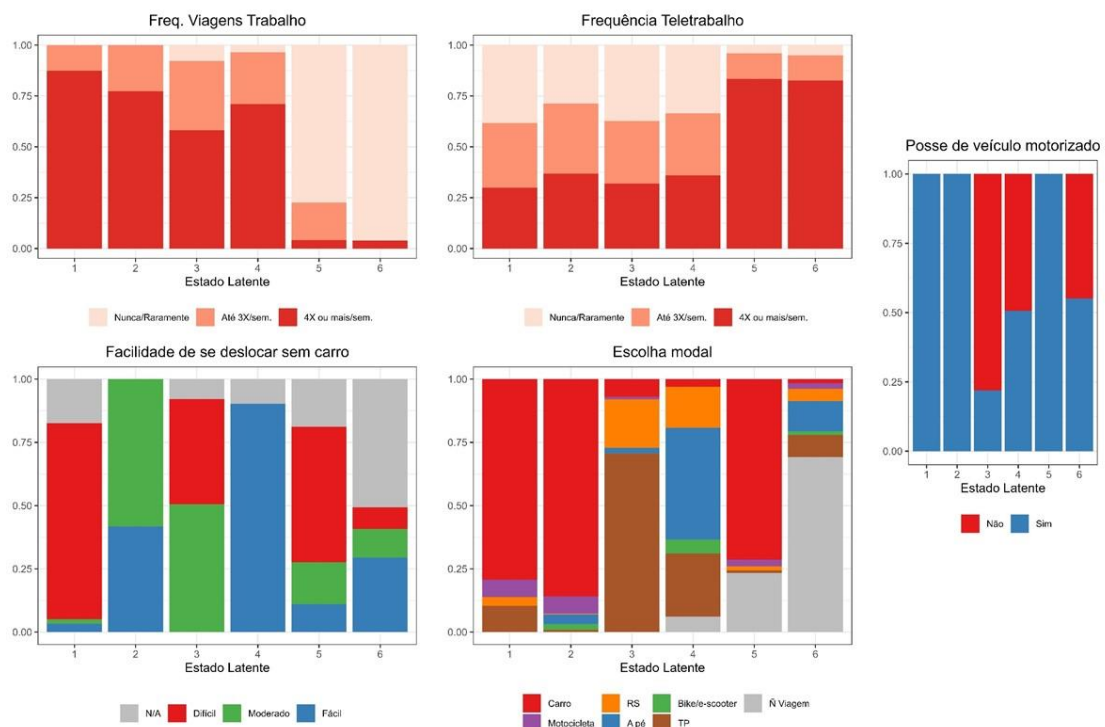 Freq. Viagens Trabalho
1.00
0.75
0.50
0.25
0.00
1 2 3 4 5 6
Estado Latente
Nunca/Raramente Até 3X/sem. 4X ou mais/sem.
Frequência Teletrabalho
1.00
0.75
0.50
0.25
0.00
1 2 3 4 5 6
Estado Latente
Nunca/Raramente Até 3X/sem. 4X ou mais/sem.
Posse de veículo motorizado
1.00
0.75
0.50
0.25
0.00
1 2 3 4 5 6
Estado Latente
Não Sim
Facilidade de se deslocar sem carro
1.00
0.75
0.50
0.25
0.00
1 2 3 4 5 6
Estado Latente
N/A Difícil Moderado Fácil
Escolha modal
1.00
0.75
0.50
0.25
0.00
1 2 3 4 5 6
Estado Latente
Carro RS Bike/e-scooter Ñ Viagem
Motocicleta A pé TP